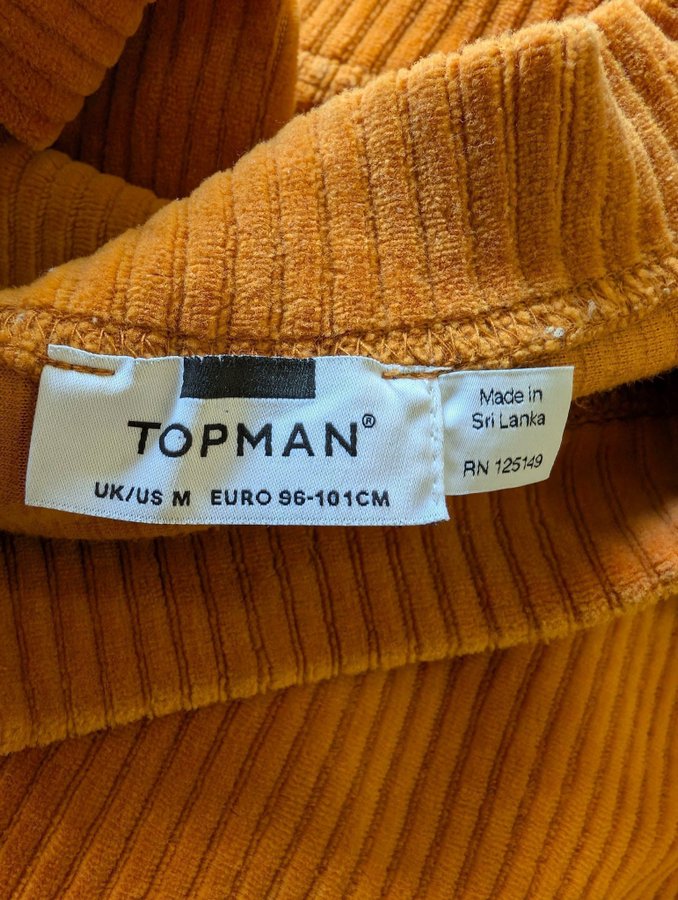 TOPMAN®
UK/US M EURO 96-101CM
Made in
Sri Lanka
RN 125149